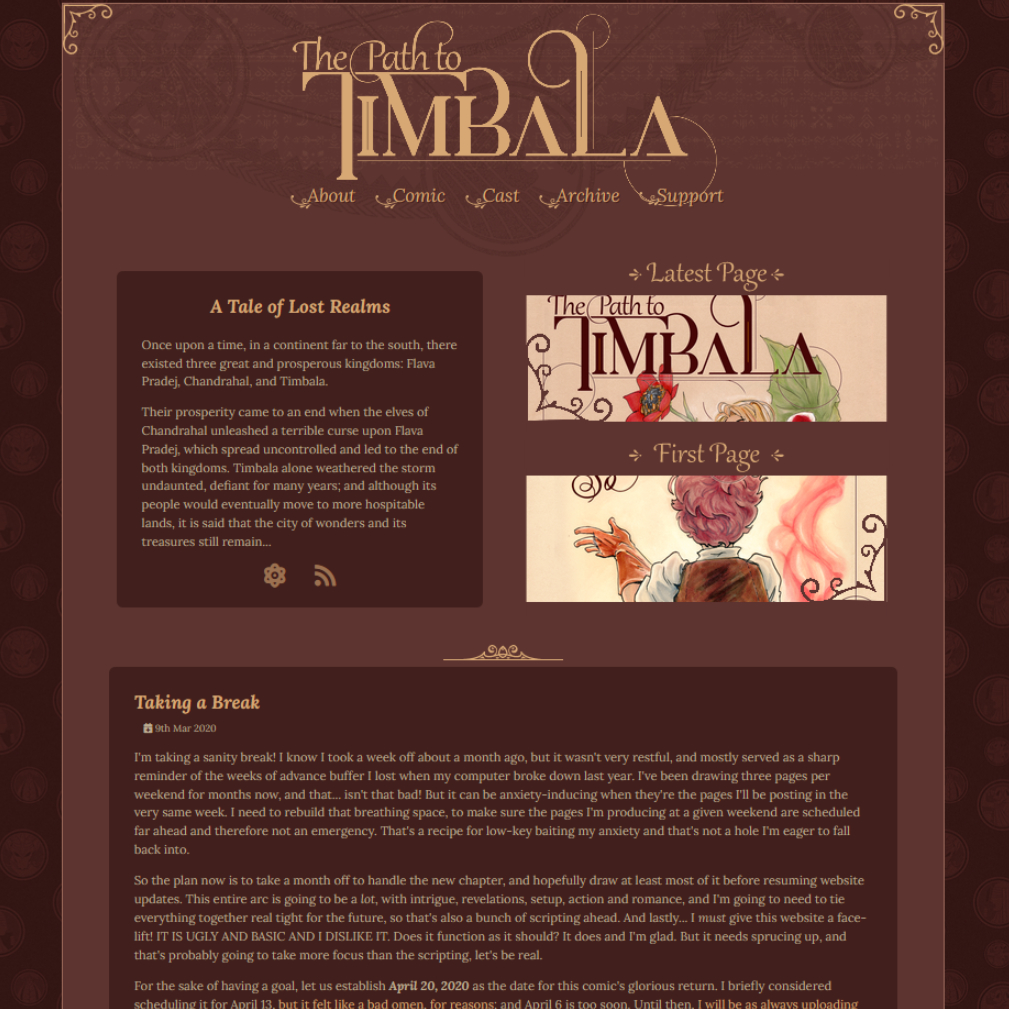 The Path to
TIMBALA
About Comic Cast Archive Support
A Tale of Lost Realms
Once upon a time, in a continent far to the south, there
existed three great and prosperous kingdoms: Flava
Pradej, Chandrahal, and Timbala.
Their prosperity came to an end when the elves of
Chandrahal unleashed a terrible curse upon Flava
Pradej, which spread uncontrolled and led to the end of
both kingdoms. Timbala alone weathered the storm
undaunted, defiant for many years; and although its
people would eventually move to more hospitable
lands, it is said that the city of wonders and its
treasures still remain...
Latest Page
The Path to
TIMBALA
First Page
Taking a Break
9th Mar 2020
I'm taking a sanity break! I know I took a week off about a month ago, but it wasn't very restful, and mostly served as a sharp
reminder of the weeks of advance buffer I lost when my computer broke down last year. I've been drawing three pages per
weekend for months now, and that... isn't that bad! But it can be anxiety-inducing when they're the pages I'll be posting in the
very same week. I need to rebuild that breathing space, to make sure the pages I'm producing at a given weekend are scheduled
far ahead and therefore not an emergency. That's a recipe for low-key baiting my anxiety and that's not a hole I'm eager to fall
back into.
So the plan now is to take a month off to handle the new chapter, and hopefully draw at least most of it before resuming website
updates. This entire arc is going to be a lot, with intrigue, revelations, setup, action and romance, and I'm going to need to tie
everything together real tight for the future, so that's also a bunch of scripting ahead. And lastly... I must give this website a face-
lift! IT IS UGLY AND BASIC AND I DISLIKE IT. Does it function as it should? It does and I'm glad. But it needs sprucing up, and
that's probably going to take more focus than the scripting, let's be real.
For the sake of having a goal, let us establish April 20, 2020 as the date for this comic's glorious return. I briefly considered
scheduling it for April 13, but it felt like a bad omen, for reasons; and April 6 is too soon. Until then, I will be as always uploading